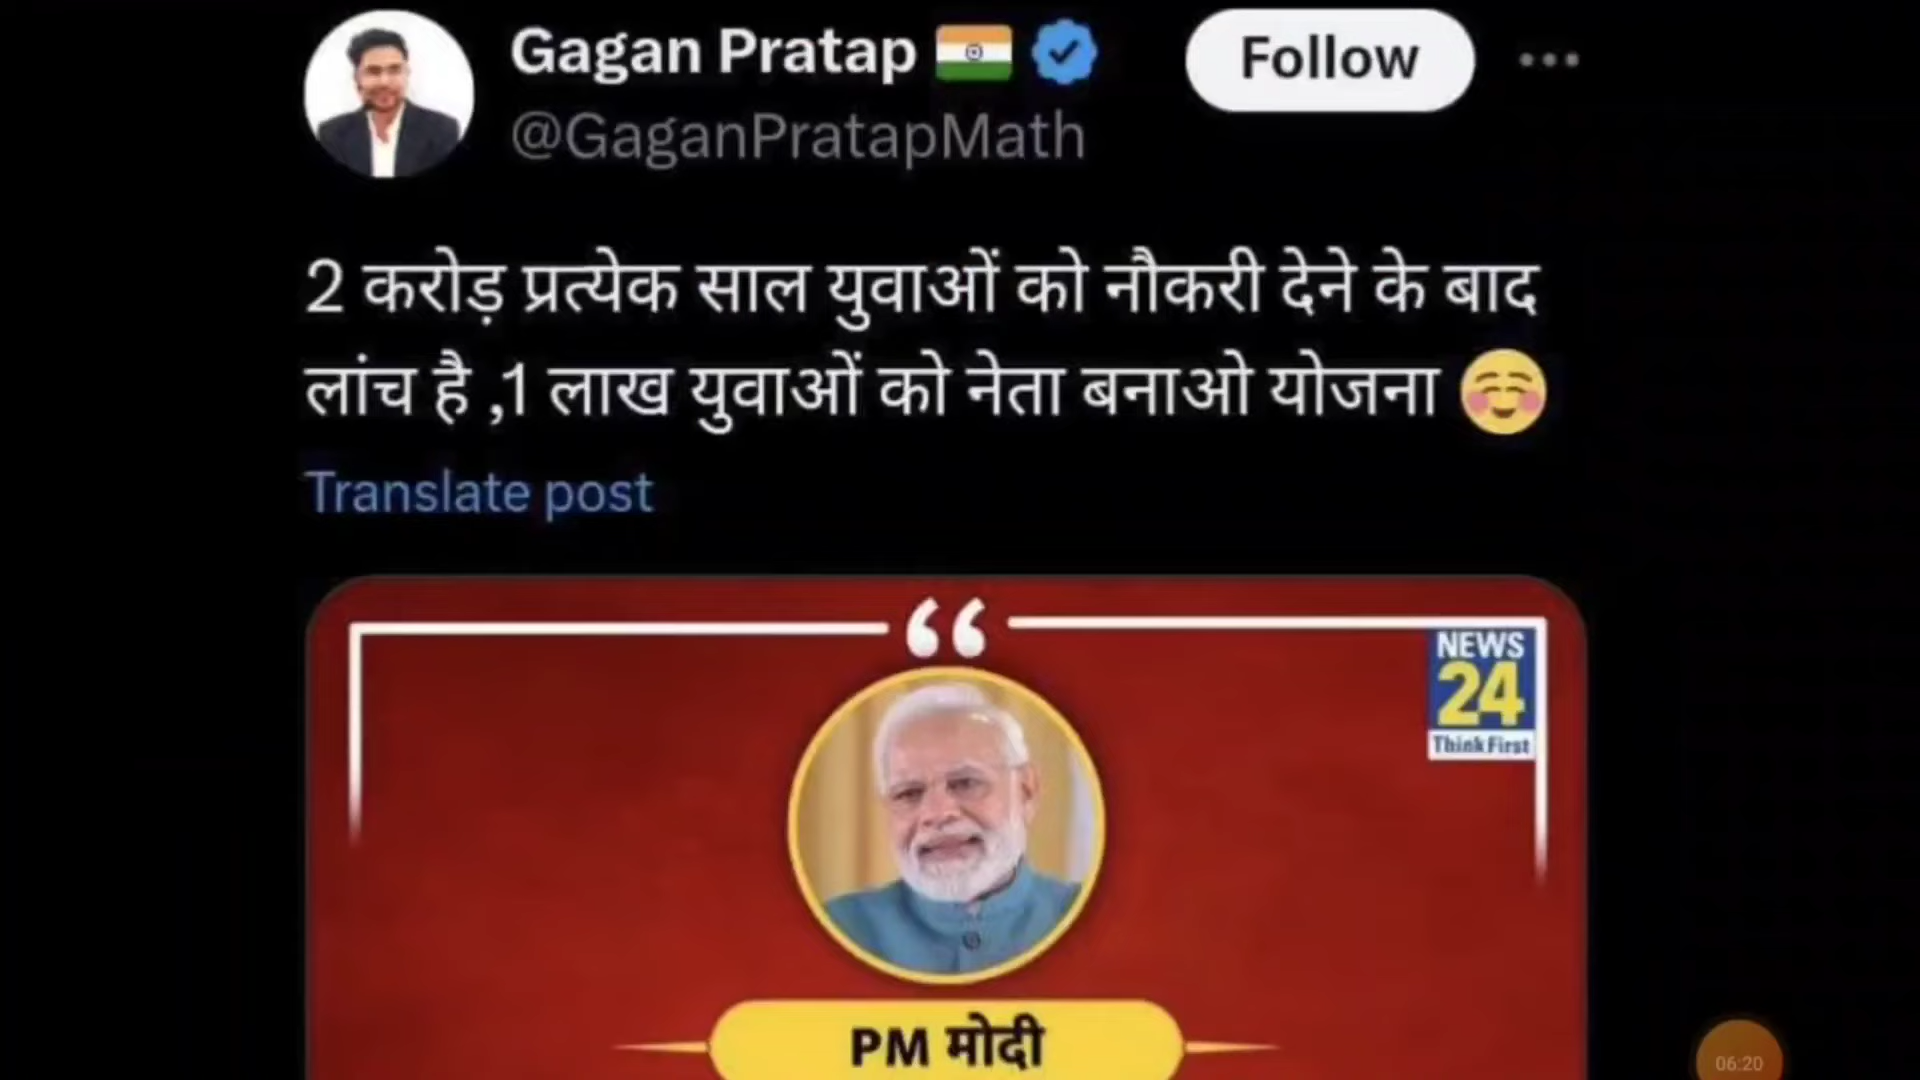 Gagan Pratap
Follow
@GaganPratapMath
2 करोड़ प्रत्येक साल युवाओं को नौकरी देने के बाद
लांच है ,1 लाख युवाओं को नेता बनाओ योजना ☺️
Translate post
“
NEWS
24
Think First
PM मोदी
06:20